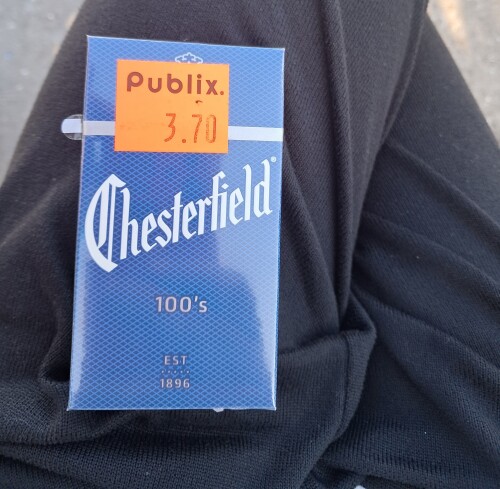 Publix.
3.70
Chesterfield®
100's
EST
1896